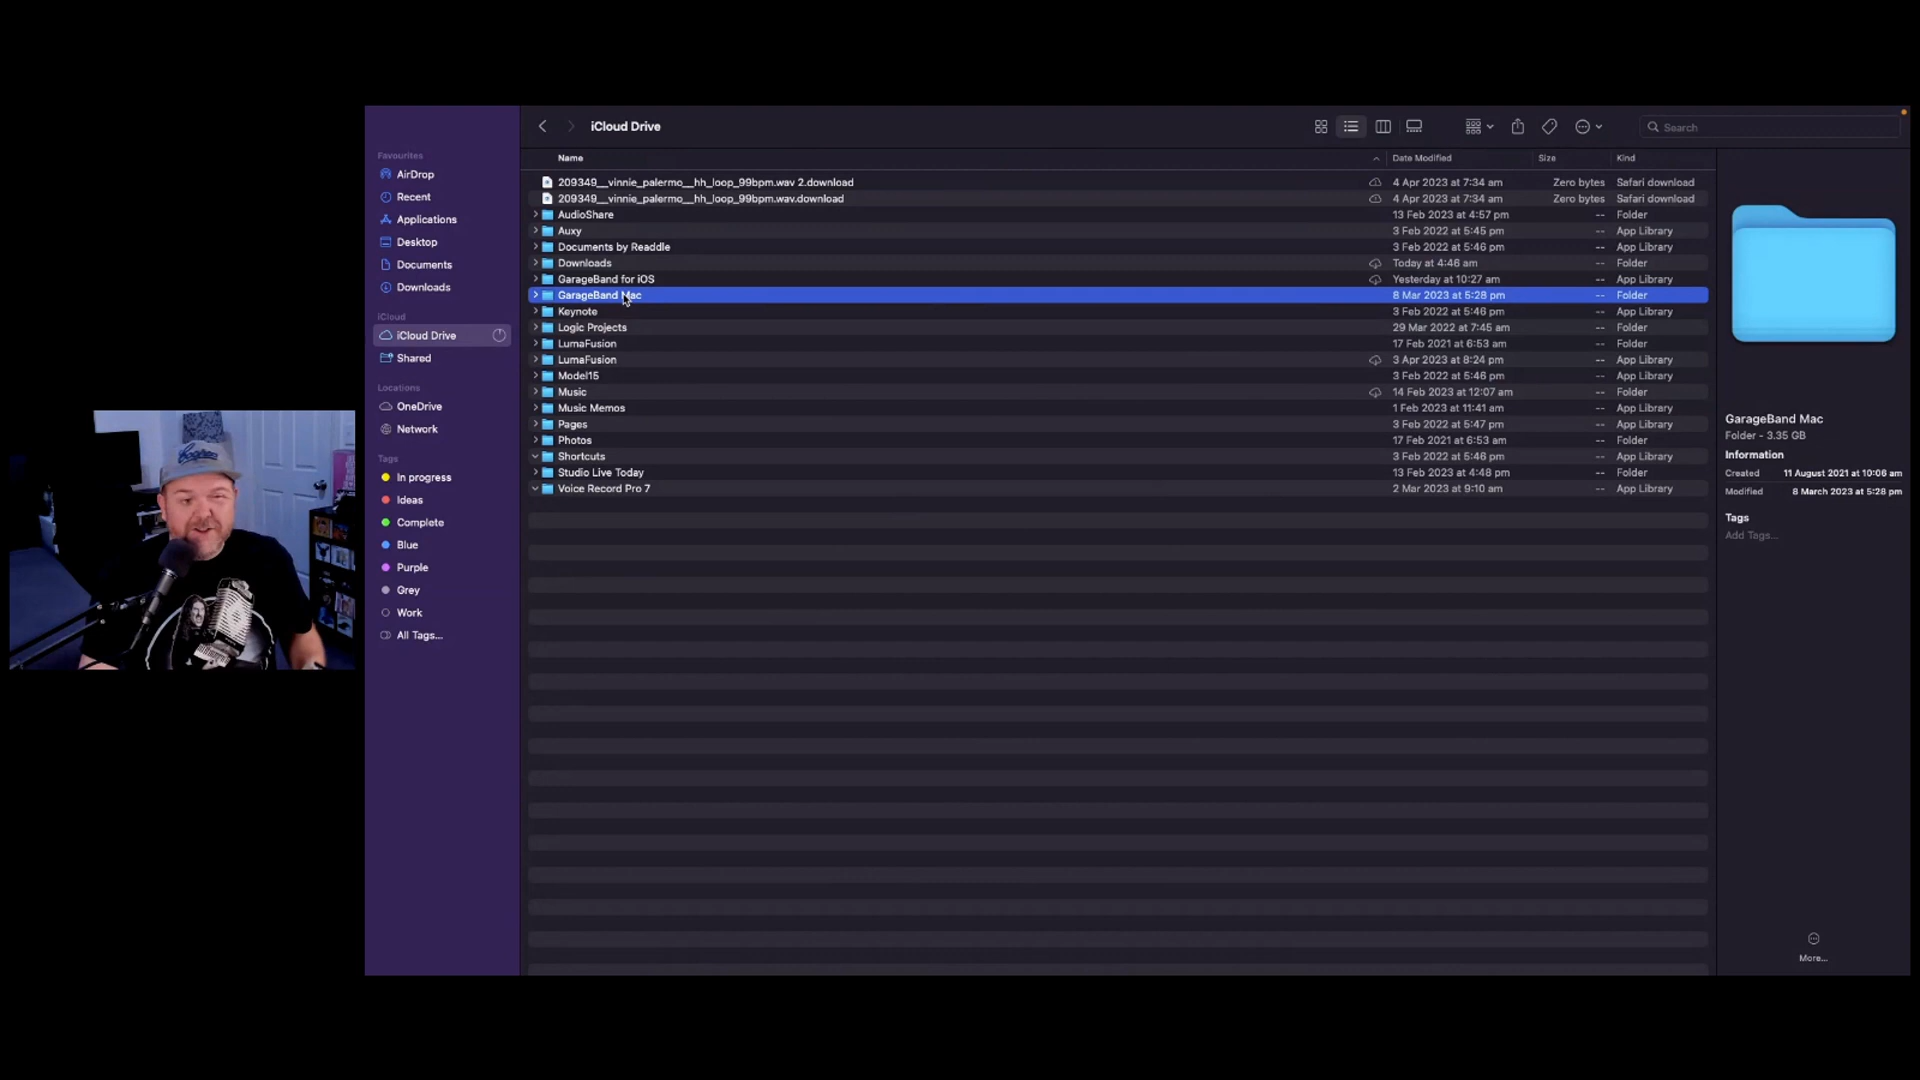 iCloud Drive
Search
Favourites
AirDrop
Recent
Applications
Desktop
Documents
Downloads
iCloud
iCloud Drive
Shared
Locations
OneDrive
Network
Tags
In progress
Ideas
Complete
Blue
Purple
Grey
Work
All Tags...
Name Date Modified Size Kind
209349__vinnie_palermo__hh_loop_99bpm.wav 2.download 4 Apr 2023 at 7:34 am Zero bytes Safari download
209349__vinnie_palermo__hh_loop_99bpm.wav.download 4 Apr 2023 at 7:34 am Zero bytes Safari download
AudioShare 13 Feb 2023 at 4:57 pm -- Folder
Auxy 3 Feb 2022 at 5:45 pm -- App Library
Documents by Readdle 3 Feb 2022 at 5:46 pm -- App Library
Downloads Today at 4:46 am -- Folder
GarageBand for iOS Yesterday at 10:27 am -- App Library
GarageBand Mac 8 Mar 2023 at 5:28 pm -- Folder
Keynote 3 Feb 2022 at 5:46 pm -- App Library
Logic Projects 29 Mar 2022 at 7:45 am -- Folder
LumaFusion 17 Feb 2021 at 6:53 am -- Folder
LumaFusion 3 Apr 2023 at 8:24 pm -- App Library
Model15 3 Feb 2022 at 5:46 pm -- App Library
Music 14 Feb 2023 at 12:07 am -- Folder
Music Memos 1 Feb 2023 at 11:41 am -- App Library
Pages 3 Feb 2022 at 5:47 pm -- App Library
Photos 17 Feb 2021 at 6:53 am -- Folder
Shortcuts 3 Feb 2022 at 5:46 pm -- App Library
Studio Live Today 13 Feb 2023 at 4:48 pm -- Folder
Voice Record Pro 7 2 Mar 2023 at 9:10 am -- App Library
GarageBand Mac
Folder - 3.35 GB
Information
Created 11 August 2021 at 10:06 am
Modified 8 March 2023 at 5:28 pm
Tags
Add Tags...
More...